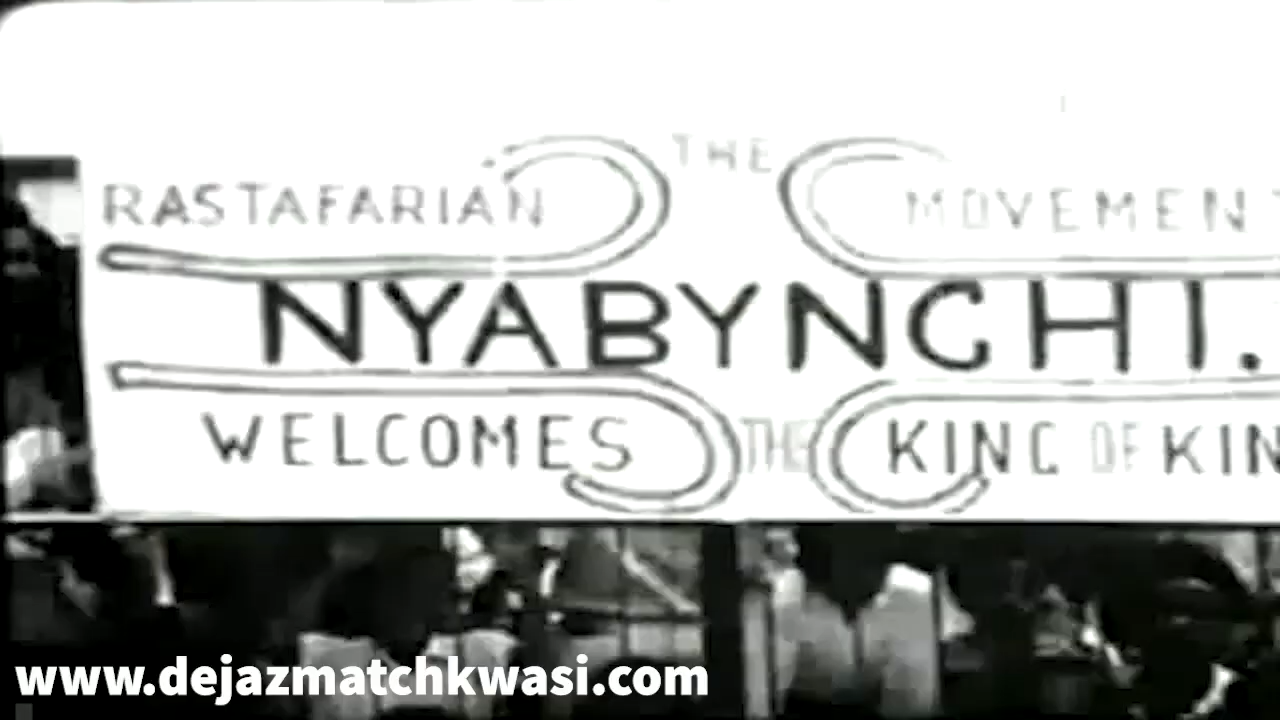 THE
RASTAFARIAN MOVEMENT
NYABYNGHI.
WELCOMES THE KING OF KIN
www.dejazmatchkwasi.com